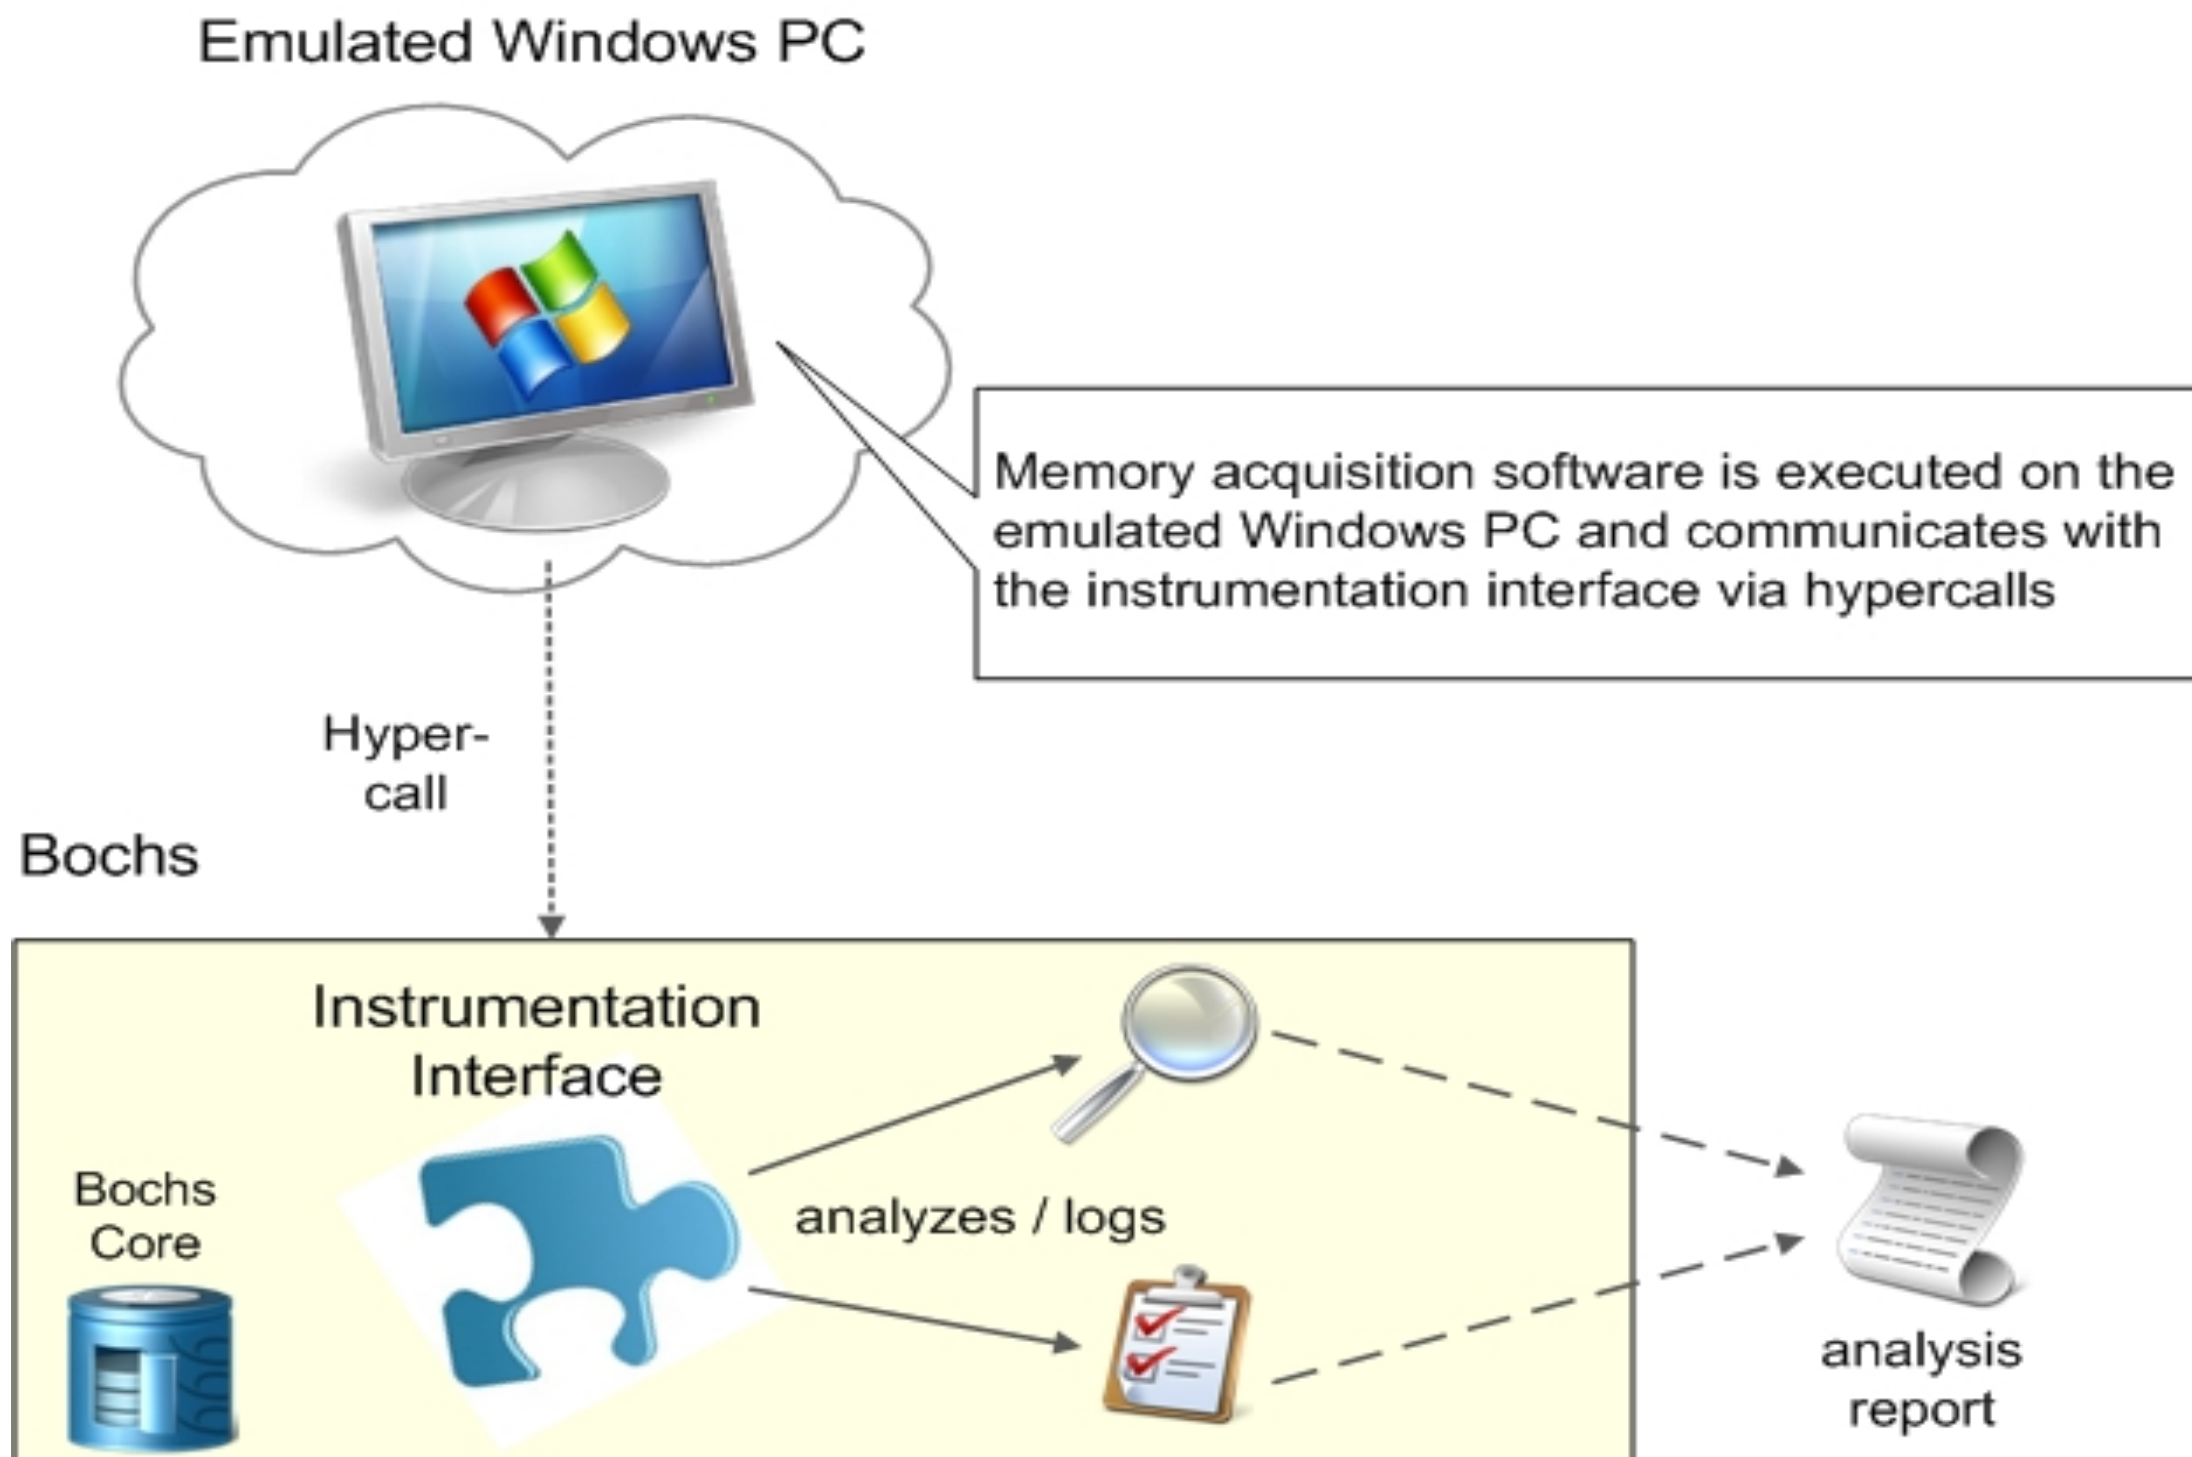 Emulated Windows PC
Memory acquisition software is executed on the
emulated Windows PC and communicates with
the instrumentation interface via hypercalls
Hyper-
call
Bochs
Instrumentation
Interface
Bochs
Core
analyzes / logs
analysis
report